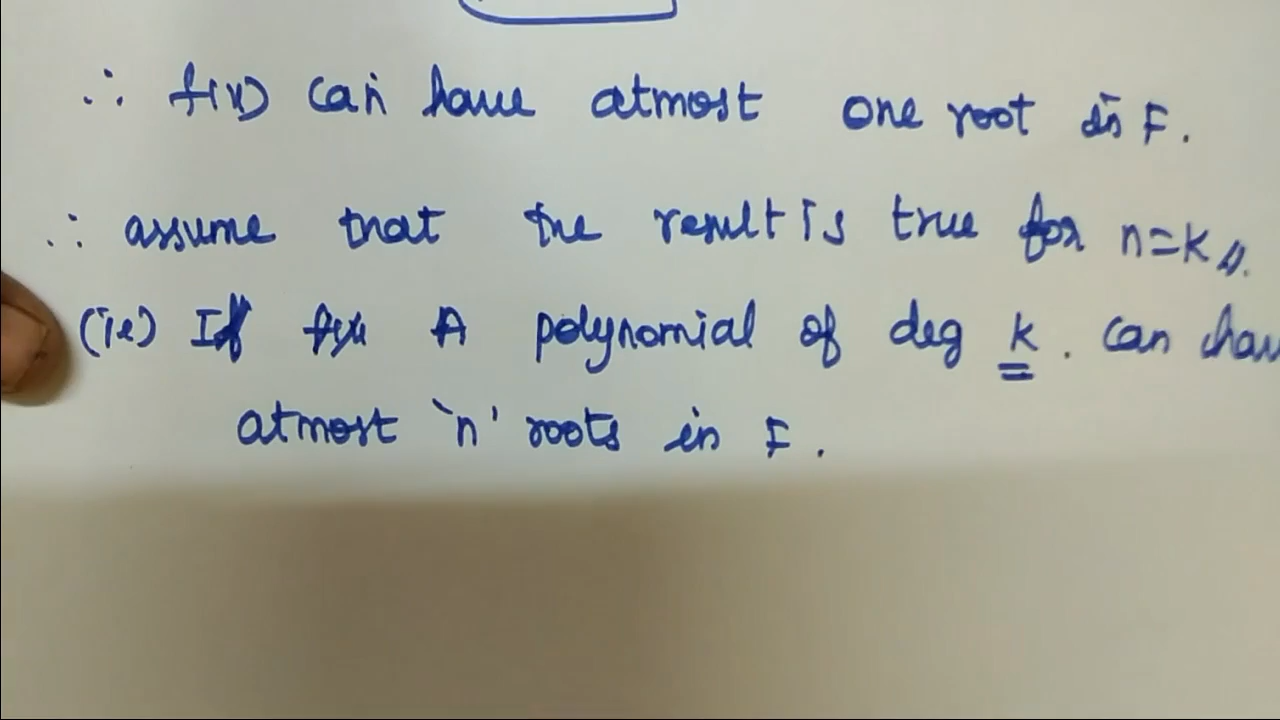 ∴ f(x) can have atmost one root in F.
∴ assume that the result is true for n=k
(ie) If A polynomial of deg k. can hav
atmost 'n' roots in F.